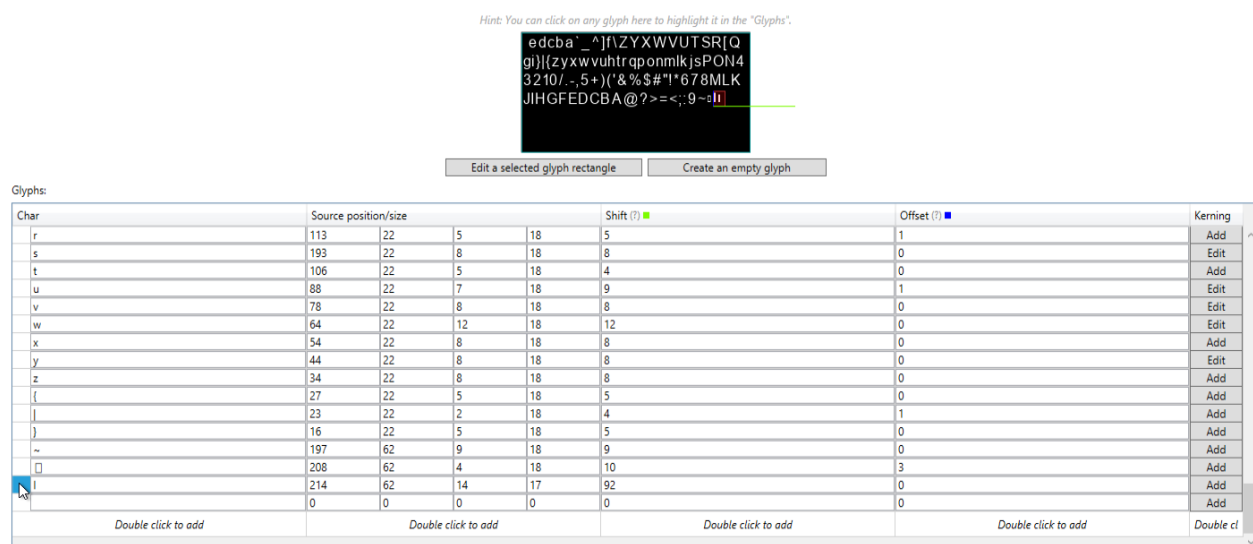 Hint: You can click on any glyph here to highlight it in the "Glyphs".
edcba`_^]f\ZYXWVUTSR[Q
gi}|{zyxwvuhtrqponmlkjsPON4
3210/.-,5+)('&%$#"!*678MLK
JIHGFEDCBA@?>=<;:9~▯
Edit a selected glyph rectangle Create an empty glyph
Glyphs:
Char Source position/size Shift (?) Offset (?) Kerning
r 113 22 5 18 5 1 Add
s 193 22 8 18 8 0 Edit
t 106 22 5 18 4 0 Add
u 88 22 7 18 9 1 Edit
v 78 22 8 18 8 0 Edit
w 64 22 12 18 12 0 Edit
x 54 22 8 18 8 0 Add
y 44 22 8 18 8 0 Edit
z 34 22 8 18 8 0 Add
{ 27 22 5 18 5 0 Add
| 23 22 2 18 4 1 Add
} 16 22 5 18 5 0 Add
~ 197 62 9 18 9 0 Add
▯ 208 62 4 18 10 3 Add
214 62 14 17 92 0 Add
0 0 0 0 0 0 Add
Double click to add Double click to add Double click to add Double click to add Double cl